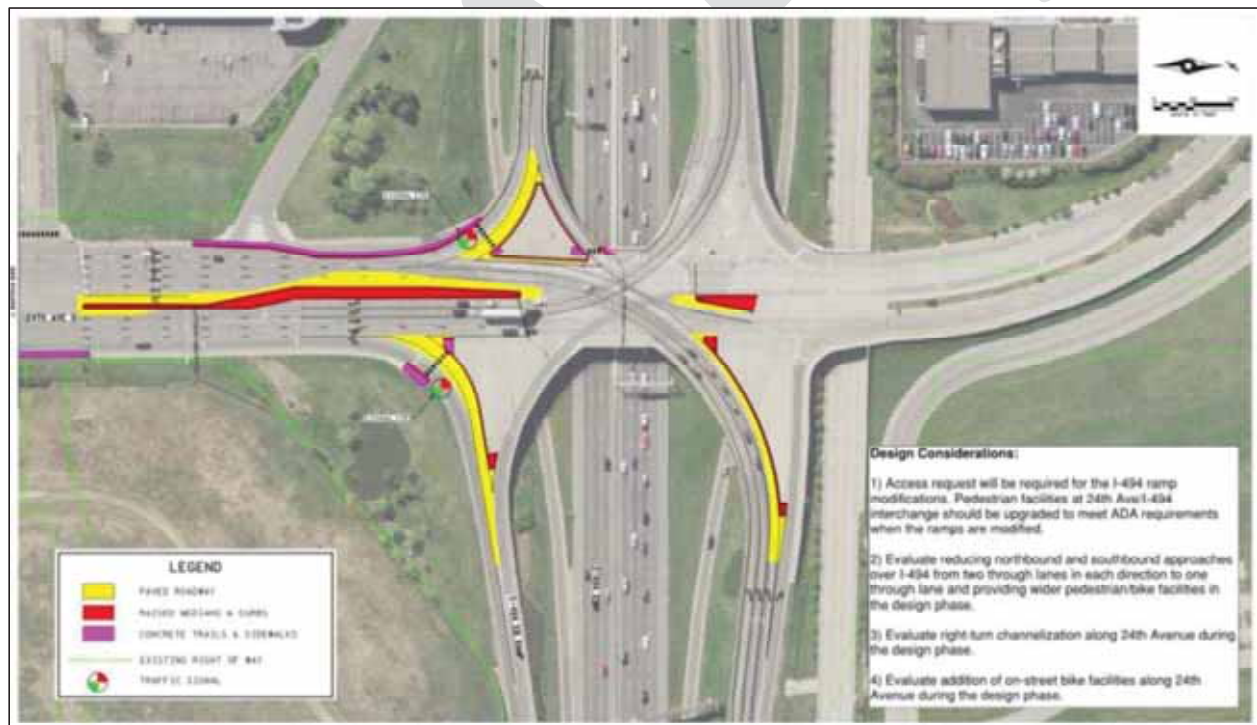 24TH AVE S
Design Considerations:
1) Access request will be required for the I-494 ramp
modifications. Pedestrian facilities at 24th Ave/I-494
interchange should be upgraded to meet ADA requirements
when the ramps are modified.
2) Evaluate reducing northbound and southbound approaches
over I-494 from two through lanes in each direction to one
through lane and providing wider pedestrian/bike facilities in
the design phase.
3) Evaluate right-turn channelization along 24th Avenue during
the design phase.
4) Evaluate addition of on-street bike facilities along 24th
Avenue during the design phase.
LEGEND
PAVED ROADWAY
RAISED MEDIANS & CURBS
CONCRETE TRAILS & SIDEWALKS
EXISTING RIGHT OF WAY
TRAFFIC SIGNAL